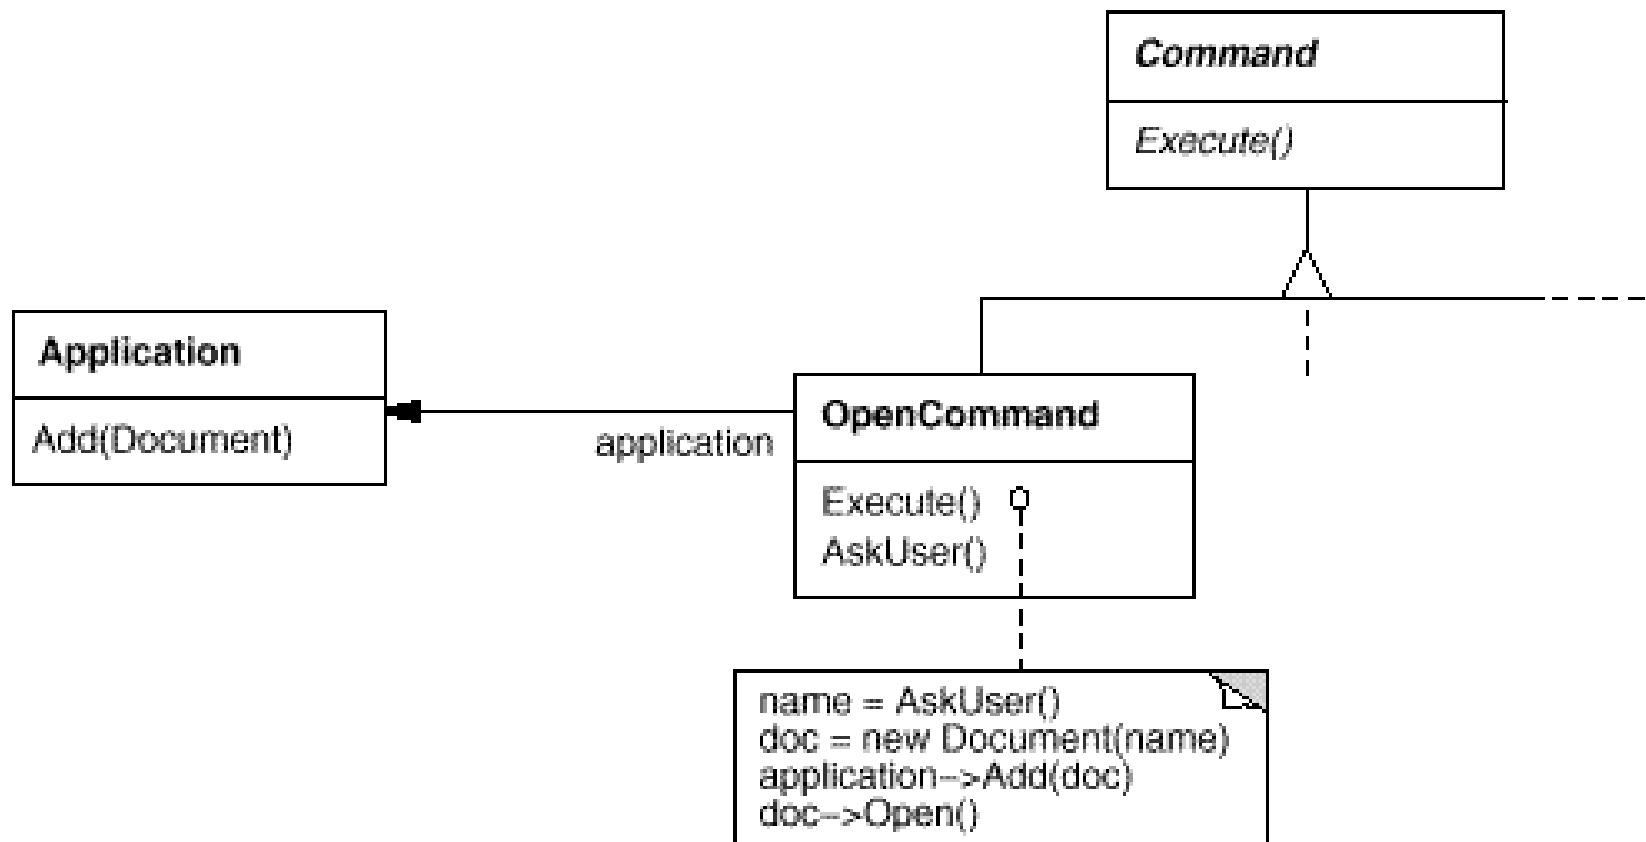 Command
Execute()
Application
Add(Document)
application
OpenCommand
Execute()
AskUser()
name = AskUser()
doc = new Document(name)
application–>Add(doc)
doc–>Open()